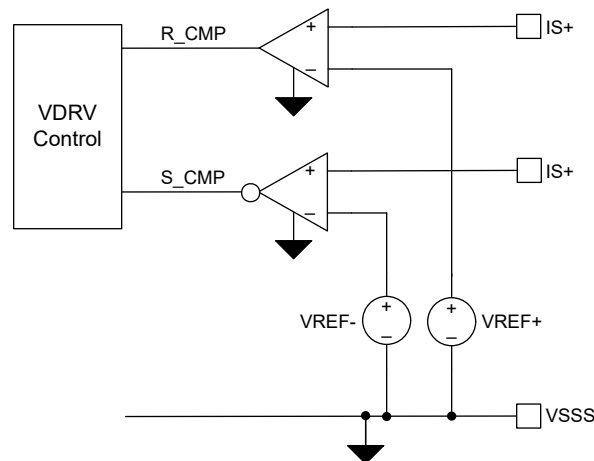 R_CMP
+
–
IS+
VDRV
Control
S_CMP
+
–
IS+
VREF-
+
–
+
–
VREF+
VSSS